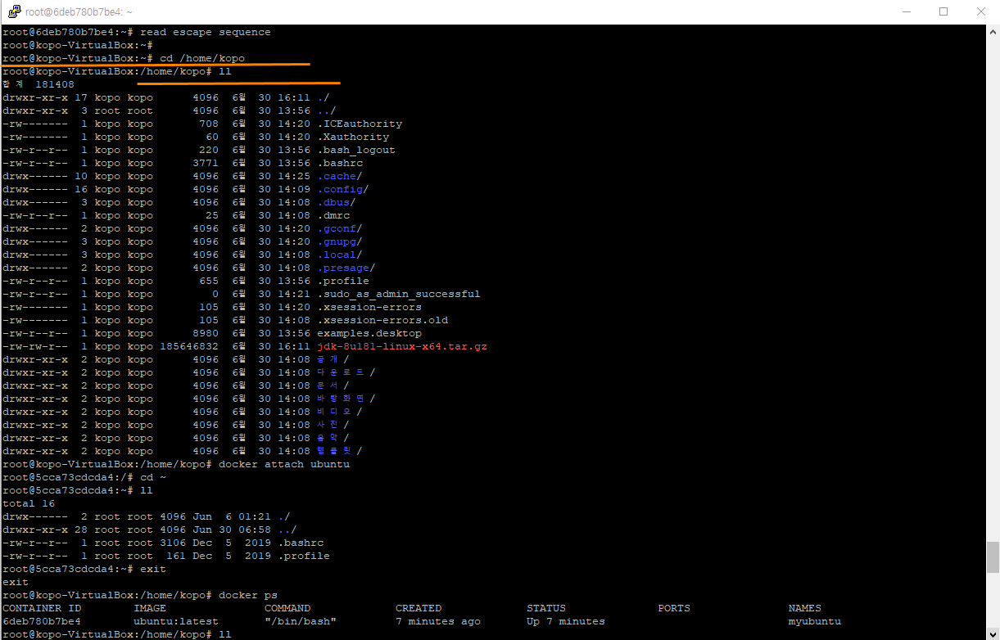 root@6deb780b7be4: ~
root@6deb780b7be4:~# read escape sequence
root@kopo-VirtualBox:~#
root@kopo-VirtualBox:~# cd /home/kopo
root@kopo-VirtualBox:/home/kopo# ll
합계 181408
drwxr-xr-x 17 kopo kopo      4096  6월  30 16:11 ./
drwxr-xr-x  3 root root      4096  6월  30 13:56 ../
-rw-------  1 kopo kopo       708  6월  30 14:20 .ICEauthority
-rw-------  1 kopo kopo        60  6월  30 14:20 .Xauthority
-rw-r--r--  1 kopo kopo       220  6월  30 13:56 .bash_logout
-rw-r--r--  1 kopo kopo      3771  6월  30 13:56 .bashrc
drwx------ 10 kopo kopo      4096  6월  30 14:25 .cache/
drwx------ 16 kopo kopo      4096  6월  30 14:09 .config/
drwx------  3 kopo kopo      4096  6월  30 14:08 .dbus/
-rw-r--r--  1 kopo kopo        25  6월  30 14:08 .dmrc
drwx------  2 kopo kopo      4096  6월  30 14:20 .gconf/
drwx------  3 kopo kopo      4096  6월  30 14:20 .gnupg/
drwx------  3 kopo kopo      4096  6월  30 14:08 .local/
drwx------  2 kopo kopo      4096  6월  30 14:08 .presage/
-rw-r--r--  1 kopo kopo       655  6월  30 13:56 .profile
-rw-r--r--  1 kopo kopo         0  6월  30 14:21 .sudo_as_admin_successful
-rw-------  1 kopo kopo       105  6월  30 14:20 .xsession-errors
-rw-------  1 kopo kopo       105  6월  30 14:08 .xsession-errors.old
-rw-r--r--  1 kopo kopo      8980  6월  30 13:56 examples.desktop
-rw-rw-r--  1 kopo kopo 185646832  6월  30 16:11 jdk-8u181-linux-x64.tar.gz
drwxr-xr-x  2 kopo kopo      4096  6월  30 14:08 공개/
drwxr-xr-x  2 kopo kopo      4096  6월  30 14:08 다운로드/
drwxr-xr-x  2 kopo kopo      4096  6월  30 14:08 문서/
drwxr-xr-x  2 kopo kopo      4096  6월  30 14:08 바탕화면/
drwxr-xr-x  2 kopo kopo      4096  6월  30 14:08 비디오/
drwxr-xr-x  2 kopo kopo      4096  6월  30 14:08 사진/
drwxr-xr-x  2 kopo kopo      4096  6월  30 14:08 음악/
drwxr-xr-x  2 kopo kopo      4096  6월  30 14:08 템플릿/
root@kopo-VirtualBox:/home/kopo# docker attach ubuntu
root@5cca73cdcda4:/# cd ~
root@5cca73cdcda4:~# ll
total 16
drwx------  2 root root 4096 Jun  6 01:21 ./
drwxr-xr-x 28 root root 4096 Jun 30 06:58 ../
-rw-r--r--  1 root root 3106 Dec  5  2019 .bashrc
-rw-r--r--  1 root root  161 Dec  5  2019 .profile
root@5cca73cdcda4:~# exit
exit
root@kopo-VirtualBox:/home/kopo# docker ps
CONTAINER ID        IMAGE               COMMAND             CREATED             STATUS              PORTS               NAMES
6deb780b7be4        ubuntu:latest       "/bin/bash"         7 minutes ago       Up 7 minutes                            myubuntu
root@kopo-VirtualBox:/home/kopo# ll